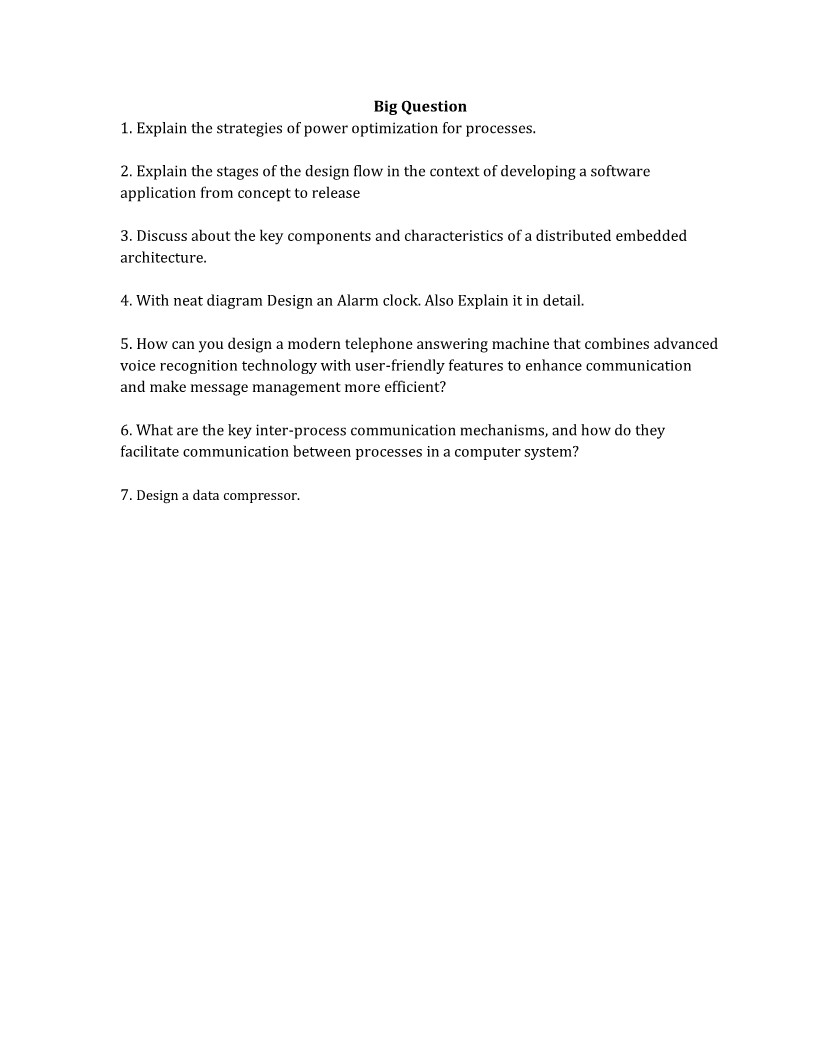 Big Question
1. Explain the strategies of power optimization for processes.
2. Explain the stages of the design flow in the context of developing a software
application from concept to release
3. Discuss about the key components and characteristics of a distributed embedded
architecture.
4. With neat diagram Design an Alarm clock. Also Explain it in detail.
5. How can you design a modern telephone answering machine that combines advanced
voice recognition technology with user-friendly features to enhance communication
and make message management more efficient?
6. What are the key inter-process communication mechanisms, and how do they
facilitate communication between processes in a computer system?
7. Design a data compressor.